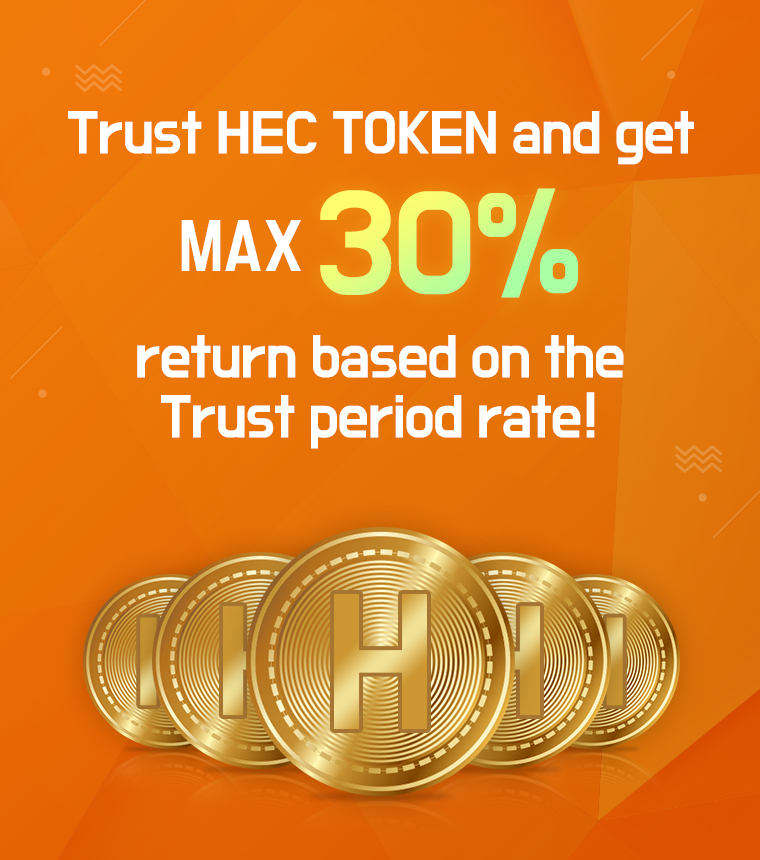 Trust HEC TOKEN and get
MAX 30%
return based on the
Trust period rate!
H H H H H